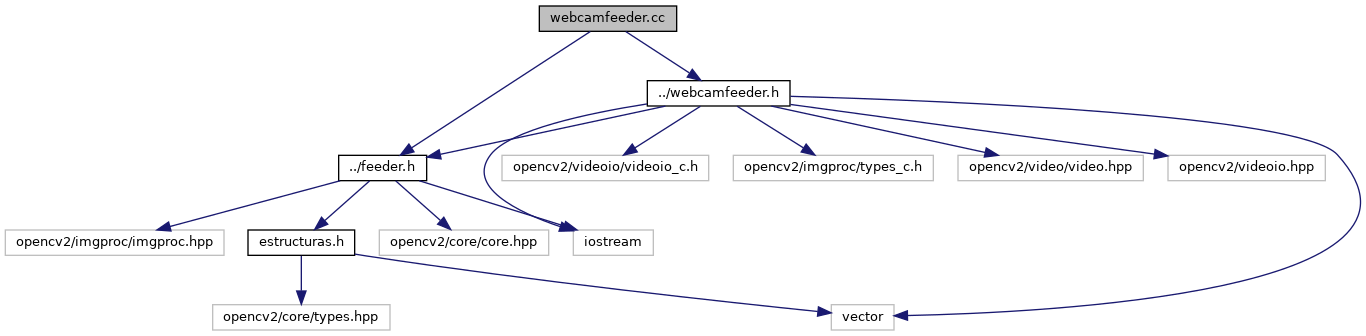 webcamfeeder.cc
../webcamfeeder.h
../feeder.h
opencv2/videoio/videoio_c.h
opencv2/imgproc/types_c.h
opencv2/video/video.hpp
opencv2/videoio.hpp
opencv2/imgproc/imgproc.hpp
estructuras.h
opencv2/core/core.hpp
iostream
opencv2/core/types.hpp
vector